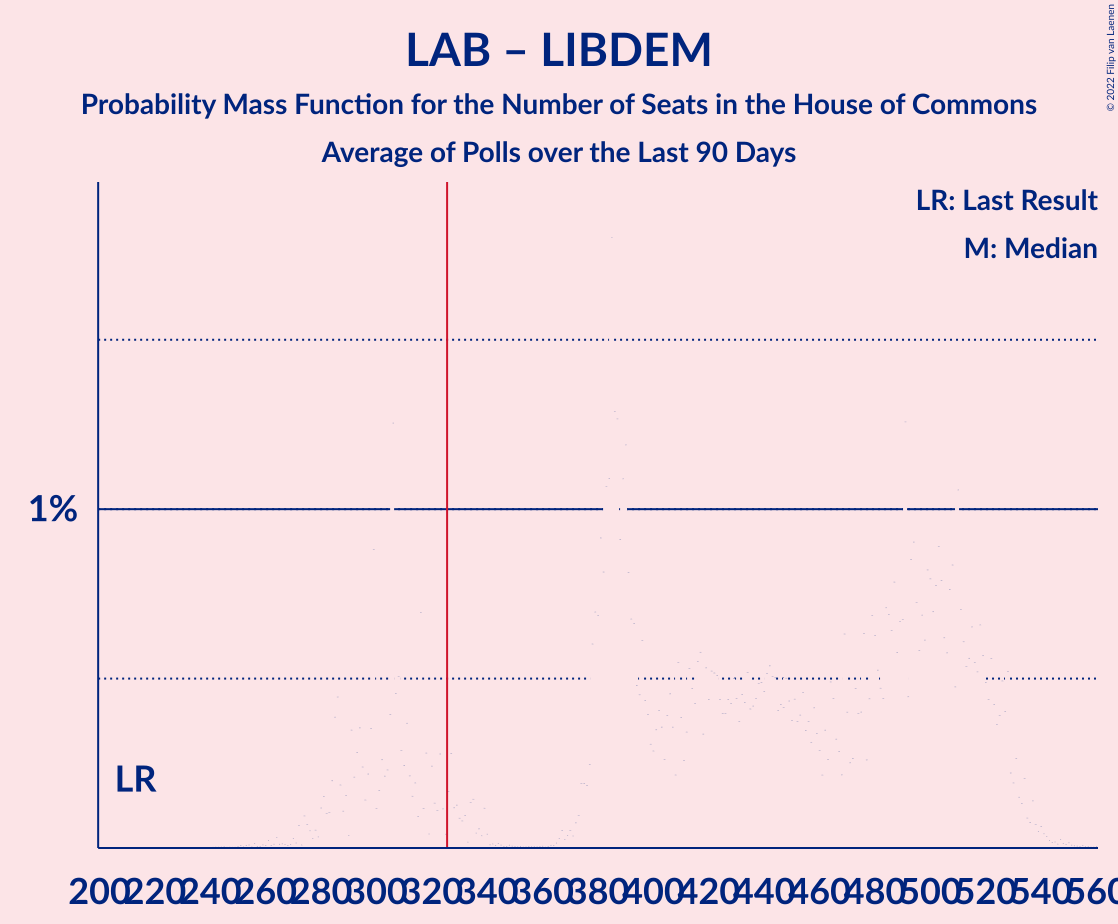 LAB – LIBDEM
Probability Mass Function for the Number of Seats in the House of Commons
Average of Polls over the Last 90 Days
© 2022 Filip van Laenen
LR: Last Result
M: Median
1%
LR
200 220 240 260 280 300 320 340 360 380 400 420 440 460 480 500 520 540 560